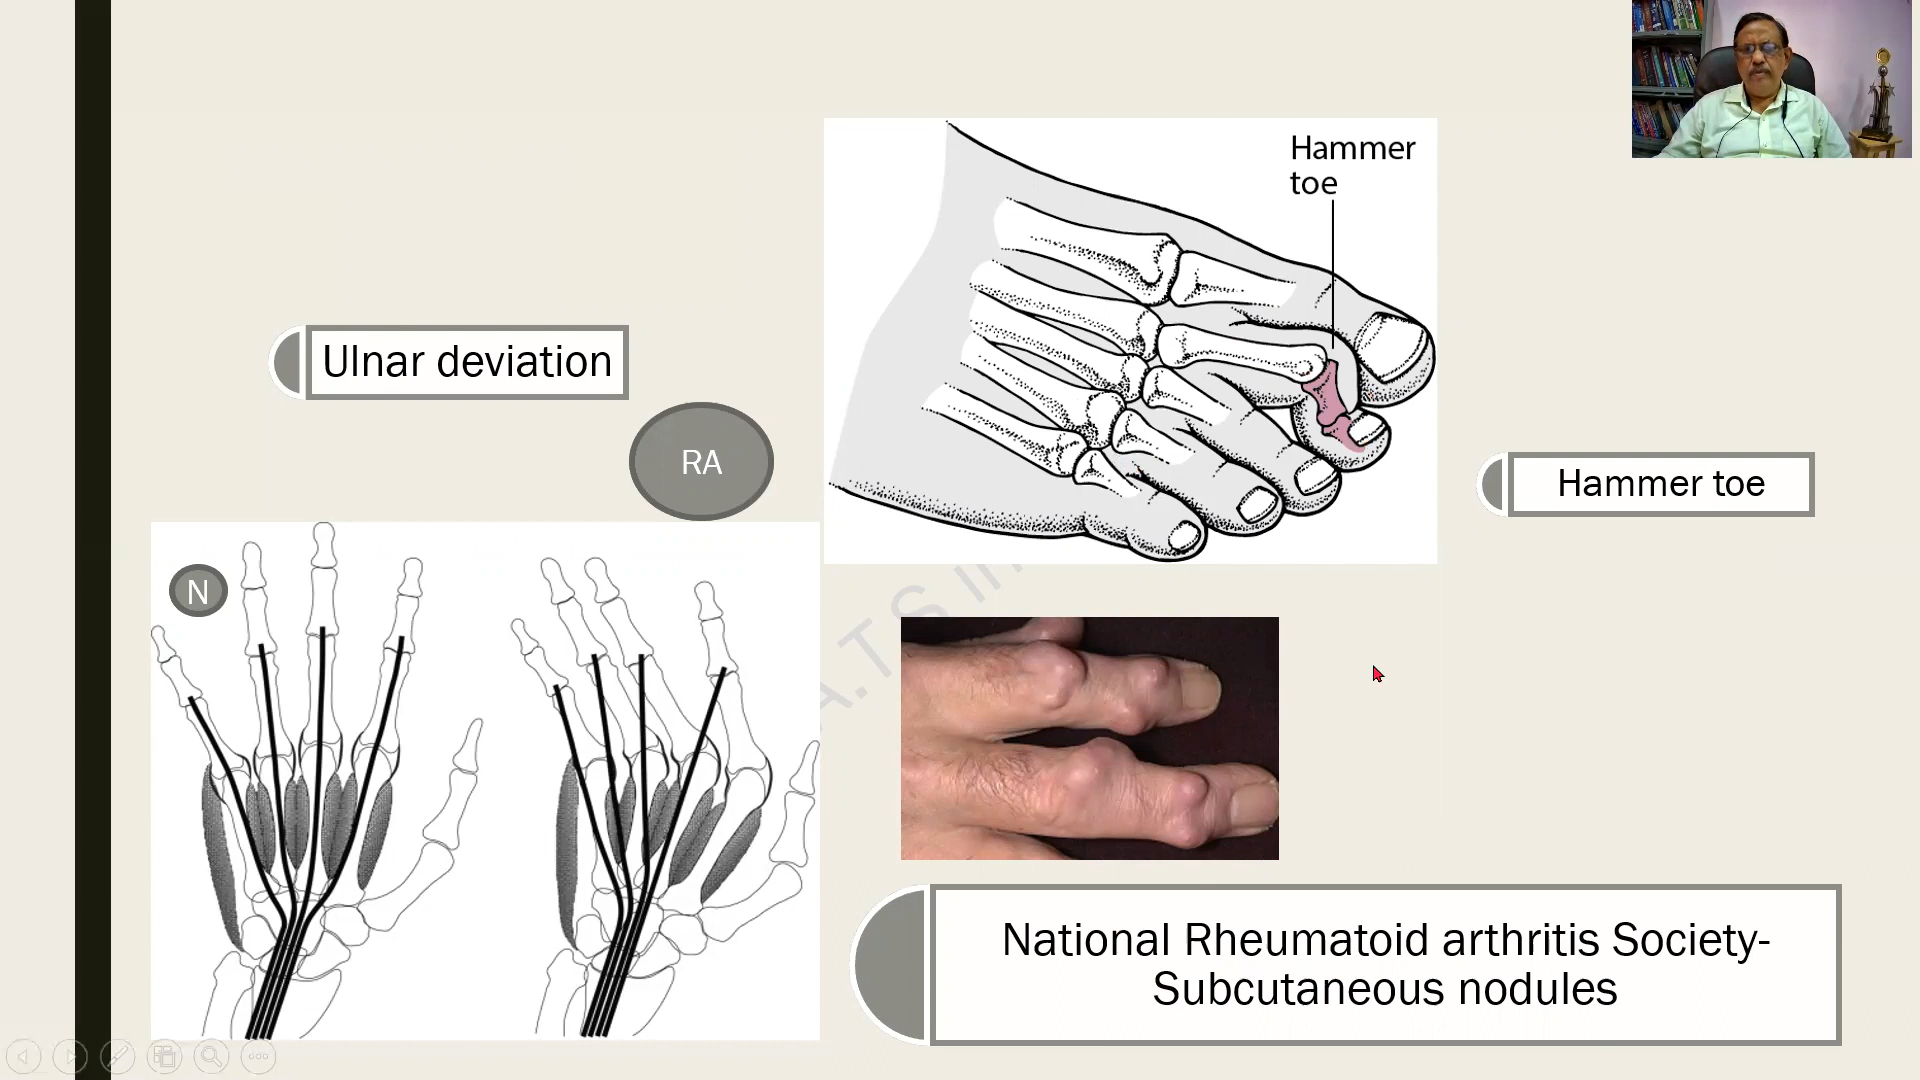 Hammer
toe
Ulnar deviation
RA
Hammer toe
N
A.T.S
National Rheumatoid arthritis Society-
Subcutaneous nodules